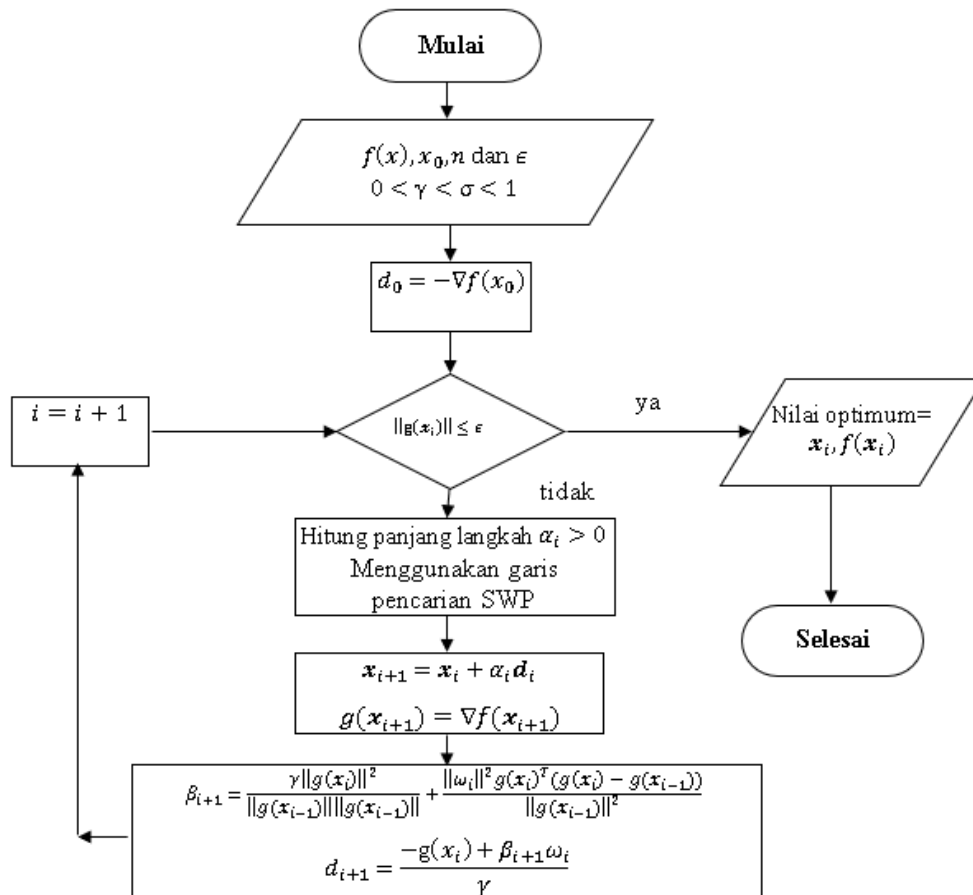 Mulai
f(x), x₀, n dan ϵ
0 < γ < σ < 1
d₀ = −∇f(x₀)
i = i + 1
||g(xᵢ)|| ≤ ϵ
ya
Nilai optimum=
xᵢ, f(xᵢ)
tidak
Hitung panjang langkah αᵢ > 0
Menggunakan garis
pencarian SWP
Selesai
xᵢ₊₁ = xᵢ + αᵢdᵢ
g(xᵢ₊₁) = ∇f(xᵢ₊₁)
βᵢ₊₁ = γ||g(xᵢ)||² / ||g(xᵢ₋₁)||||g(xᵢ₋₁)|| + ||ωᵢ||²g(xᵢ)ᵀ(g(xᵢ) − g(xᵢ₋₁)) / ||g(xᵢ₋₁)||²
dᵢ₊₁ = −g(xᵢ) + βᵢ₊₁ωᵢ / γ